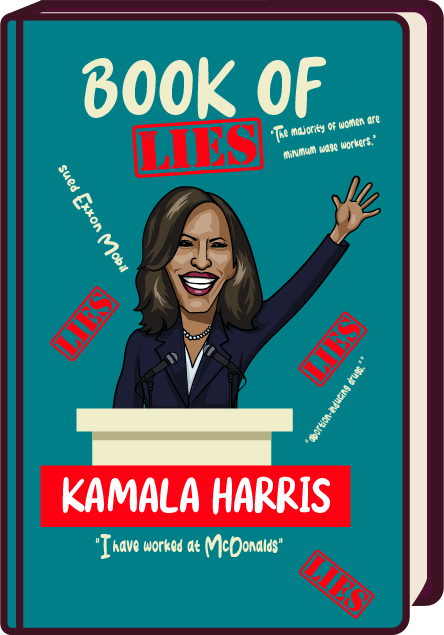 BOOK OF
LIES
"The majority of women are
minimum wage workers."
sued Exxon Mobil
LIES
LIES
"abortion-inducing drugs." "
KAMALA HARRIS
"I have worked at McDonalds"
LIES